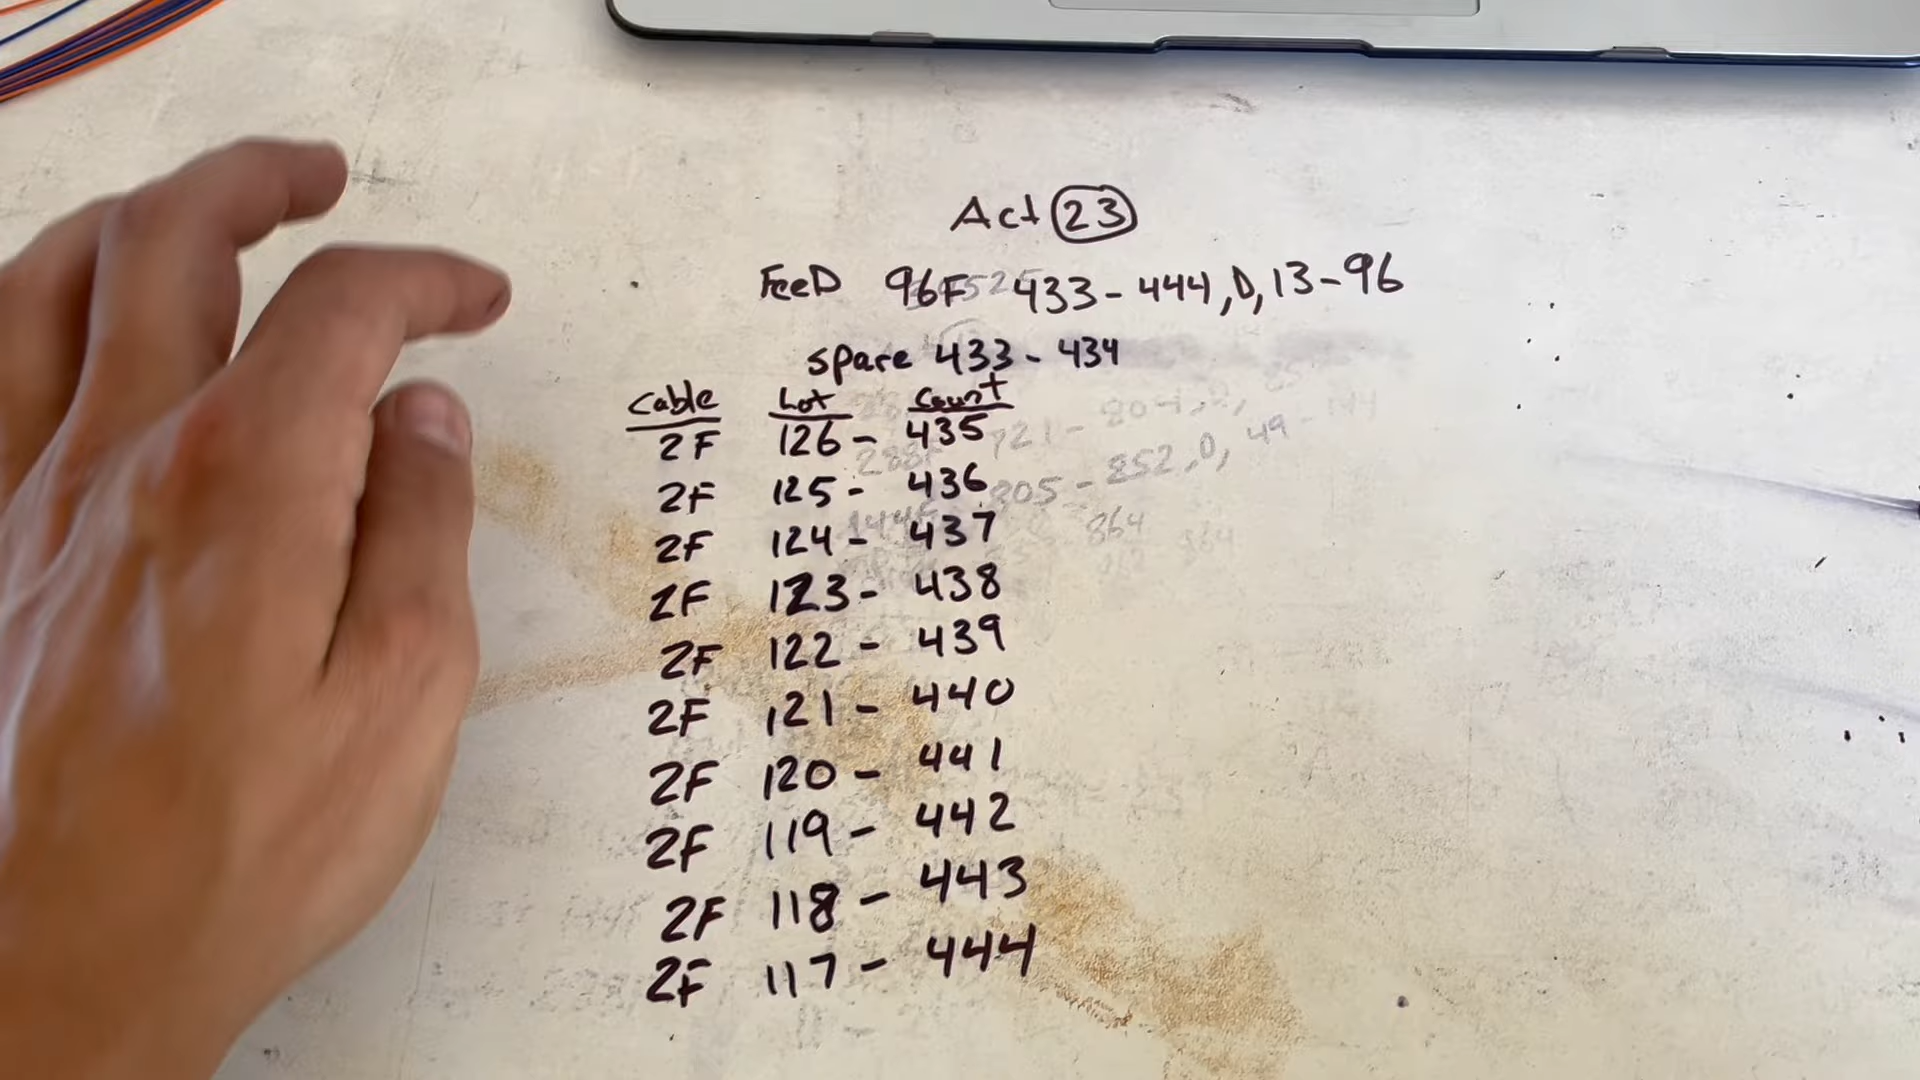 Act 23
FeeD 96F 433-444,D,13-96
spare 433-434
Cable Lot Count
2F 126 - 435
2F 125 - 436
2F 124 - 437
2F 123 - 438
2F 122 - 439
2F 121 - 440
2F 120 - 441
2F 119 - 442
2F 118 - 443
2F 117 - 444